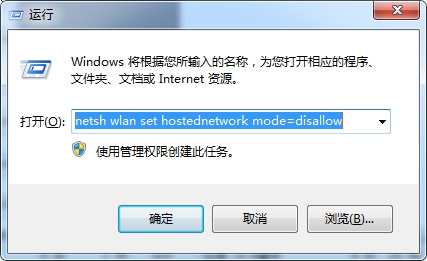 运行
Windows 将根据您所输入的名称，为您打开相应的程序、
文件夹、文档或 Internet 资源。
打开(O): netsh wlan set hostednetwork mode=disallow
使用管理权限创建此任务。
确定 取消 浏览(B)...